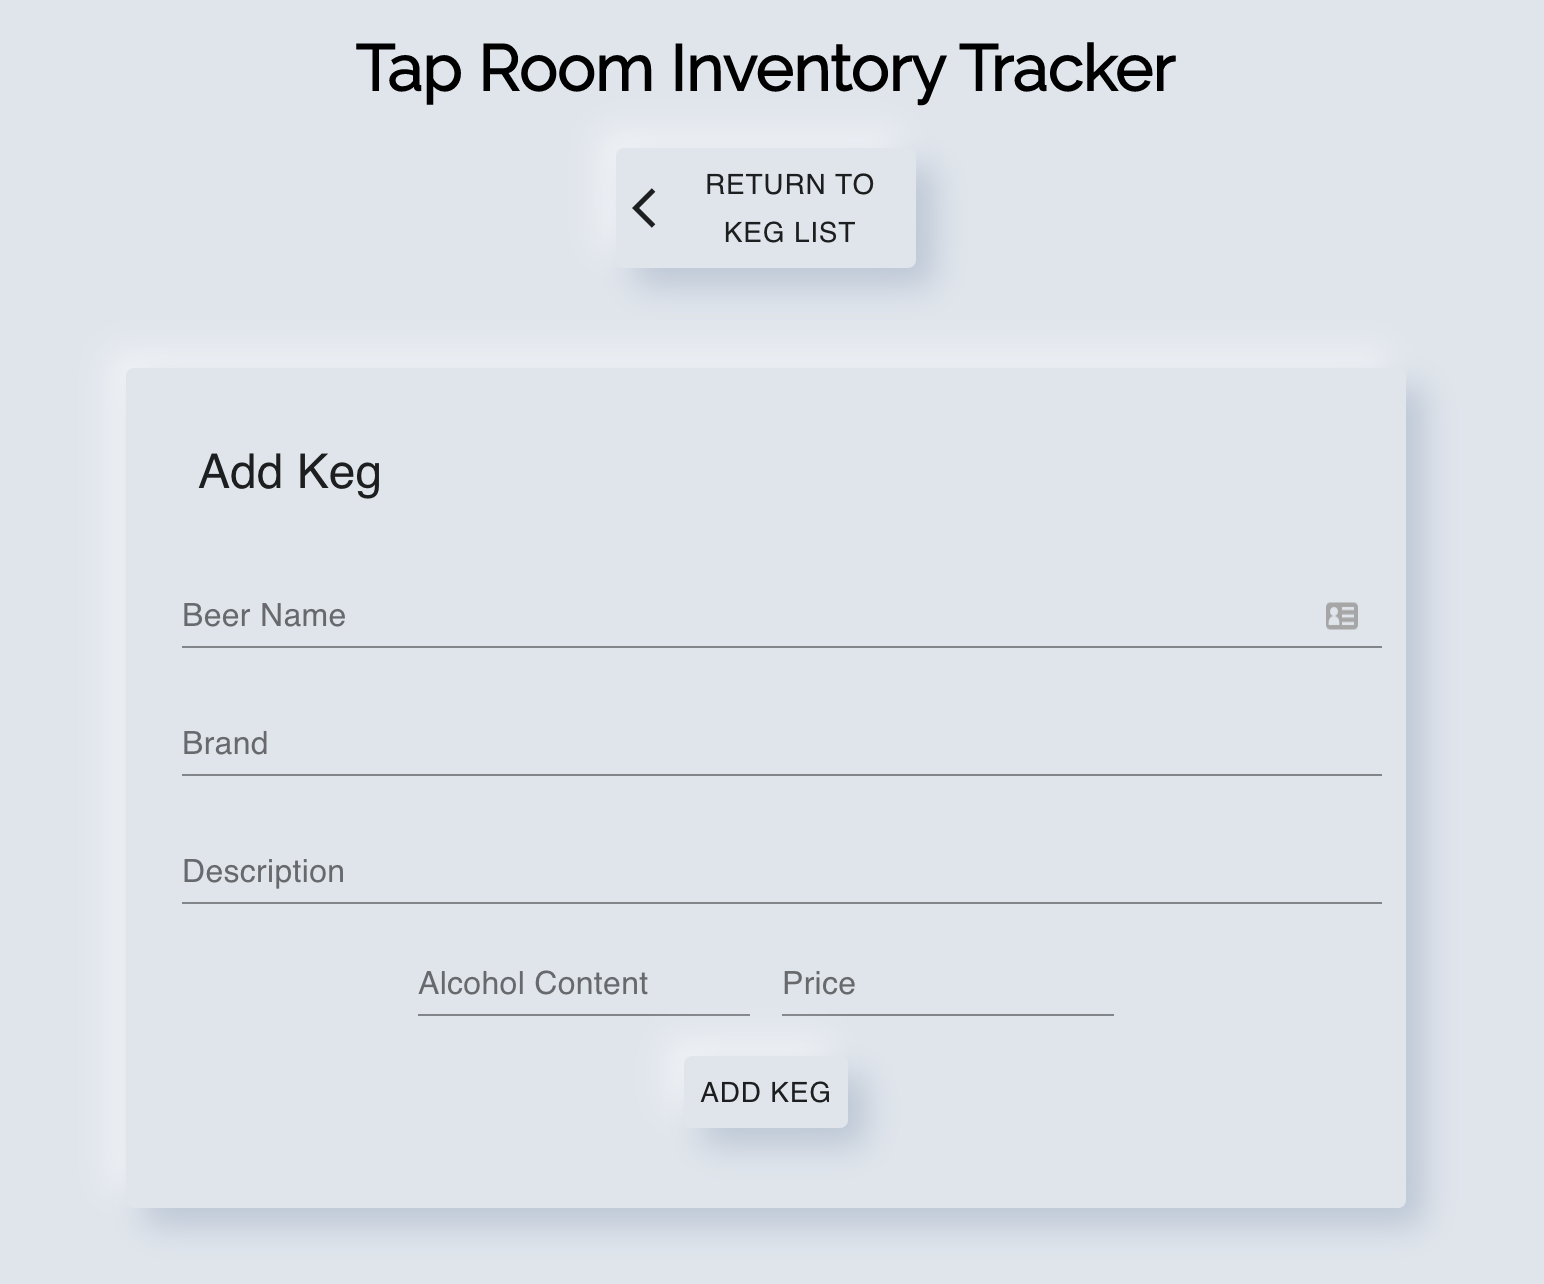 Tap Room Inventory Tracker
RETURN TO
KEG LIST
Add Keg
Beer Name
Brand
Description
Alcohol Content
Price
ADD KEG